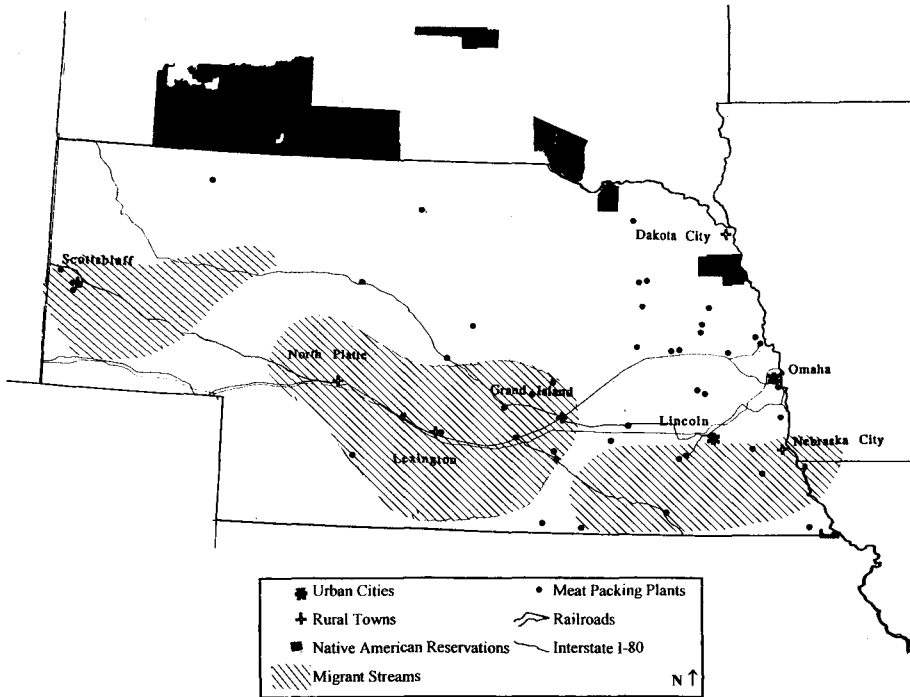 Dakota City
Scottsbluff
North Platte
Omaha
Grand Island
Lincoln
Nebraska City
Lexington
Urban Cities
Meat Packing Plants
Rural Towns
Railroads
Native American Reservations
Interstate I-80
Migrant Streams
N ↑